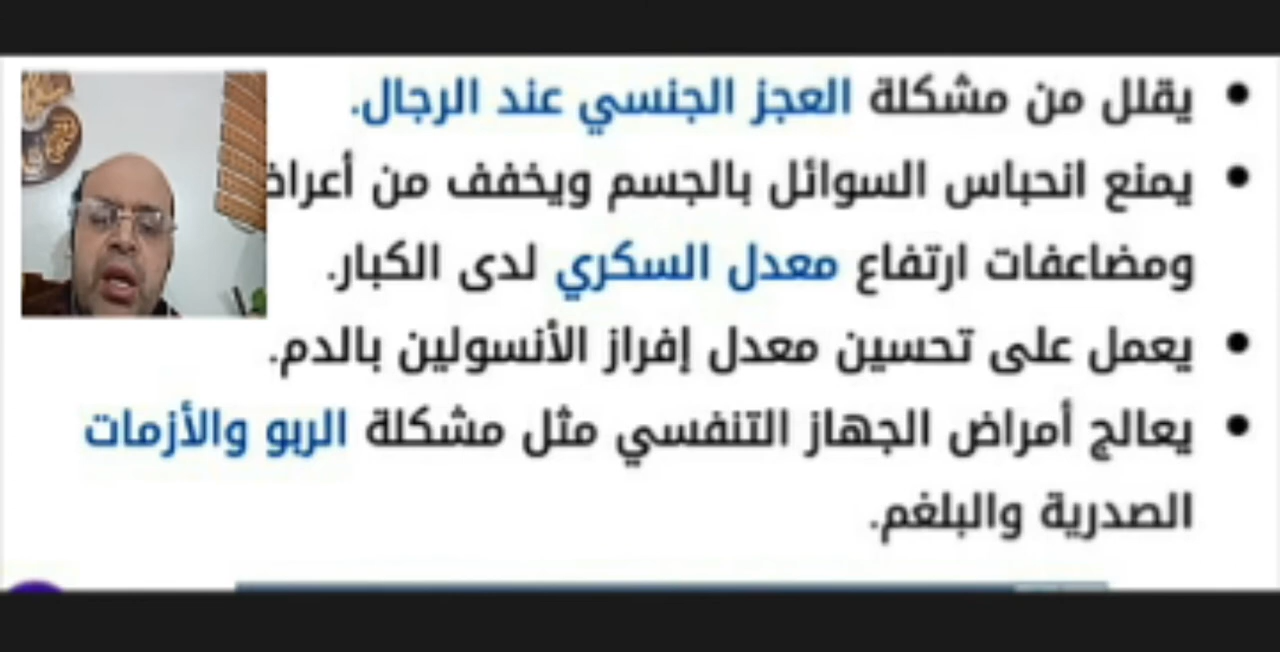 • يقلل من مشكلة العجز الجنسي عند الرجال.
• يمنع انحباس السوائل بالجسم ويخفف من
ومضاعفات ارتفاع معدل السكري لدى الكبار.
• يعمل على تحسين معدل إفراز الأنسولين بالدم.
• يعالج أمراض الجهاز التنفسي مثل مشكلة الربو والأزمات
الصدرية والبلغم.